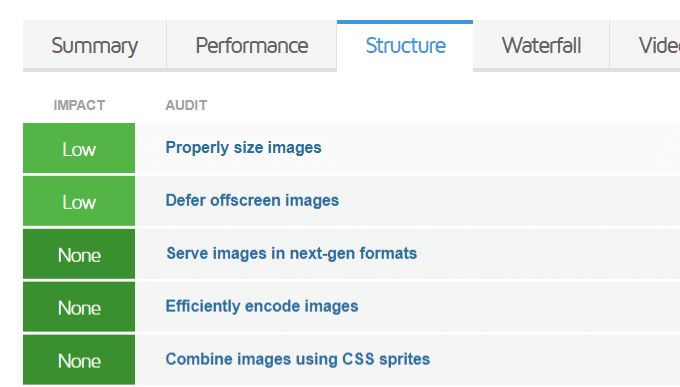 Summary Performance Structure Waterfall Video
IMPACT AUDIT
Low Properly size images
Low Defer offscreen images
None Serve images in next-gen formats
None Efficiently encode images
None Combine images using CSS sprites